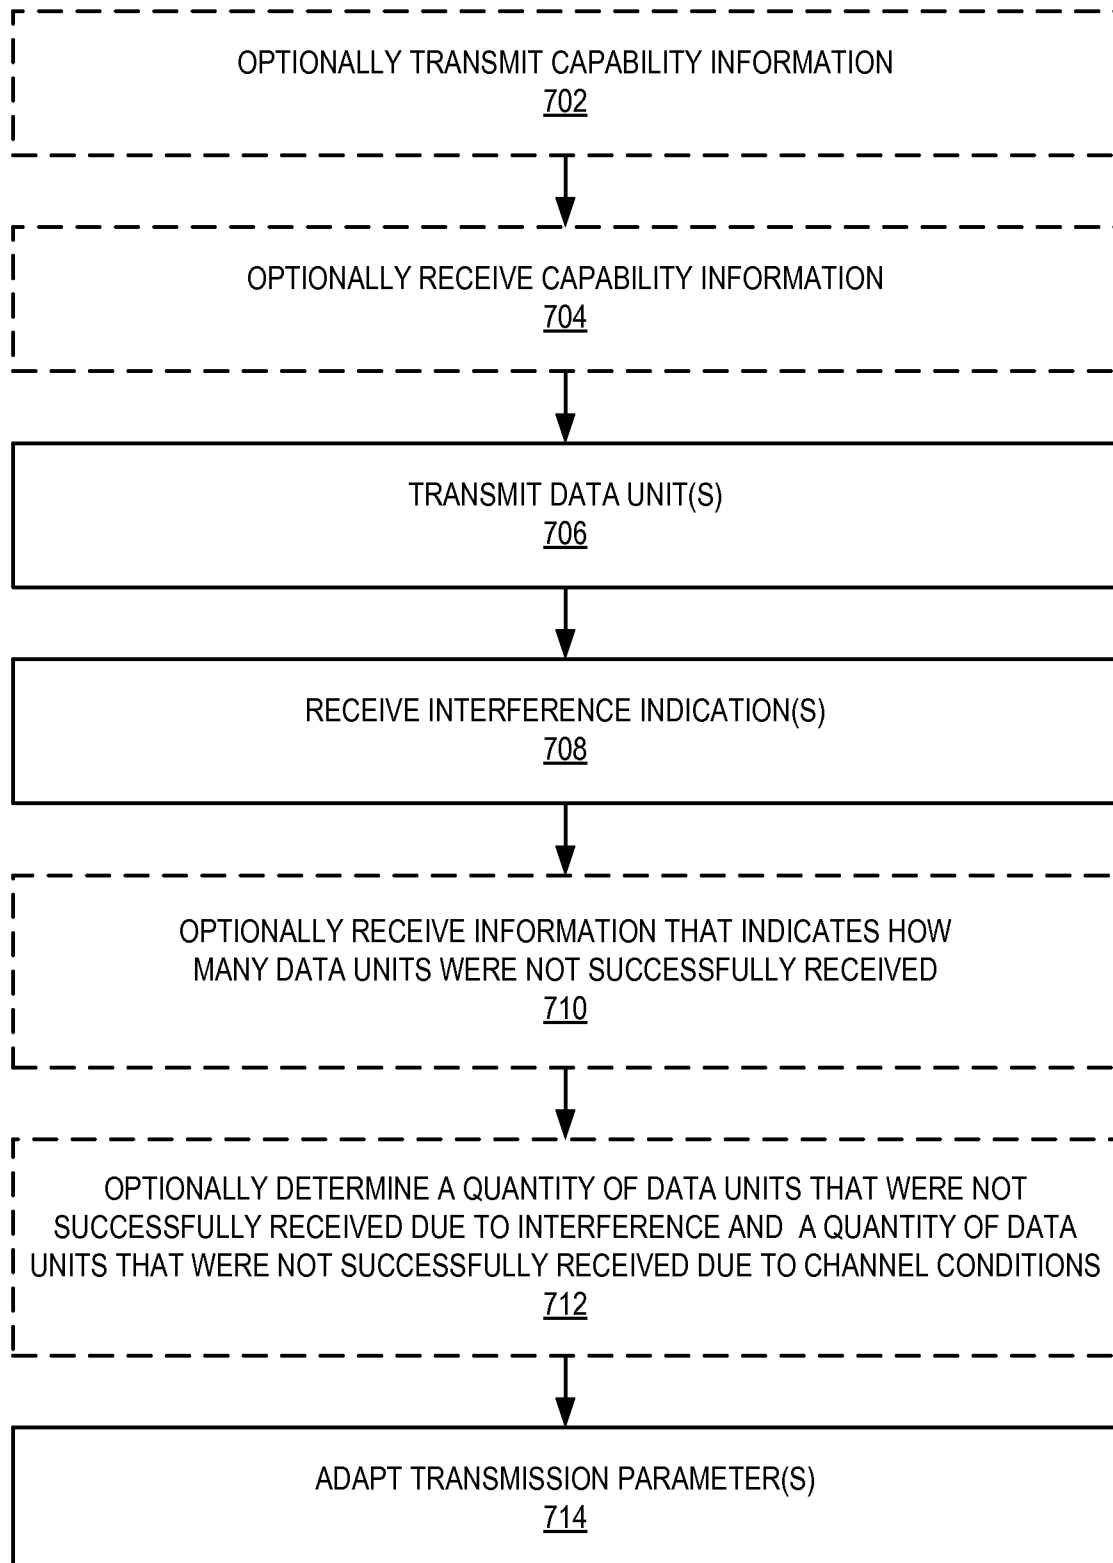 OPTIONALLY TRANSMIT CAPABILITY INFORMATION
702
OPTIONALLY RECEIVE CAPABILITY INFORMATION
704
TRANSMIT DATA UNIT(S)
706
RECEIVE INTERFERENCE INDICATION(S)
708
OPTIONALLY RECEIVE INFORMATION THAT INDICATES HOW
MANY DATA UNITS WERE NOT SUCCESSFULLY RECEIVED
710
OPTIONALLY DETERMINE A QUANTITY OF DATA UNITS THAT WERE NOT
SUCCESSFULLY RECEIVED DUE TO INTERFERENCE AND A QUANTITY OF DATA
UNITS THAT WERE NOT SUCCESSFULLY RECEIVED DUE TO CHANNEL CONDITIONS
712
ADAPT TRANSMISSION PARAMETER(S)
714